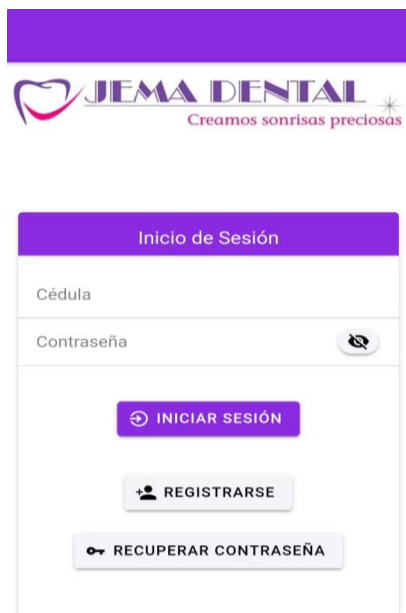 JEMA DENTAL
Creamos sonrisas preciosas
Inicio de Sesión
Cédula
Contraseña
INICIAR SESIÓN
REGISTRARSE
RECUPERAR CONTRASEÑA